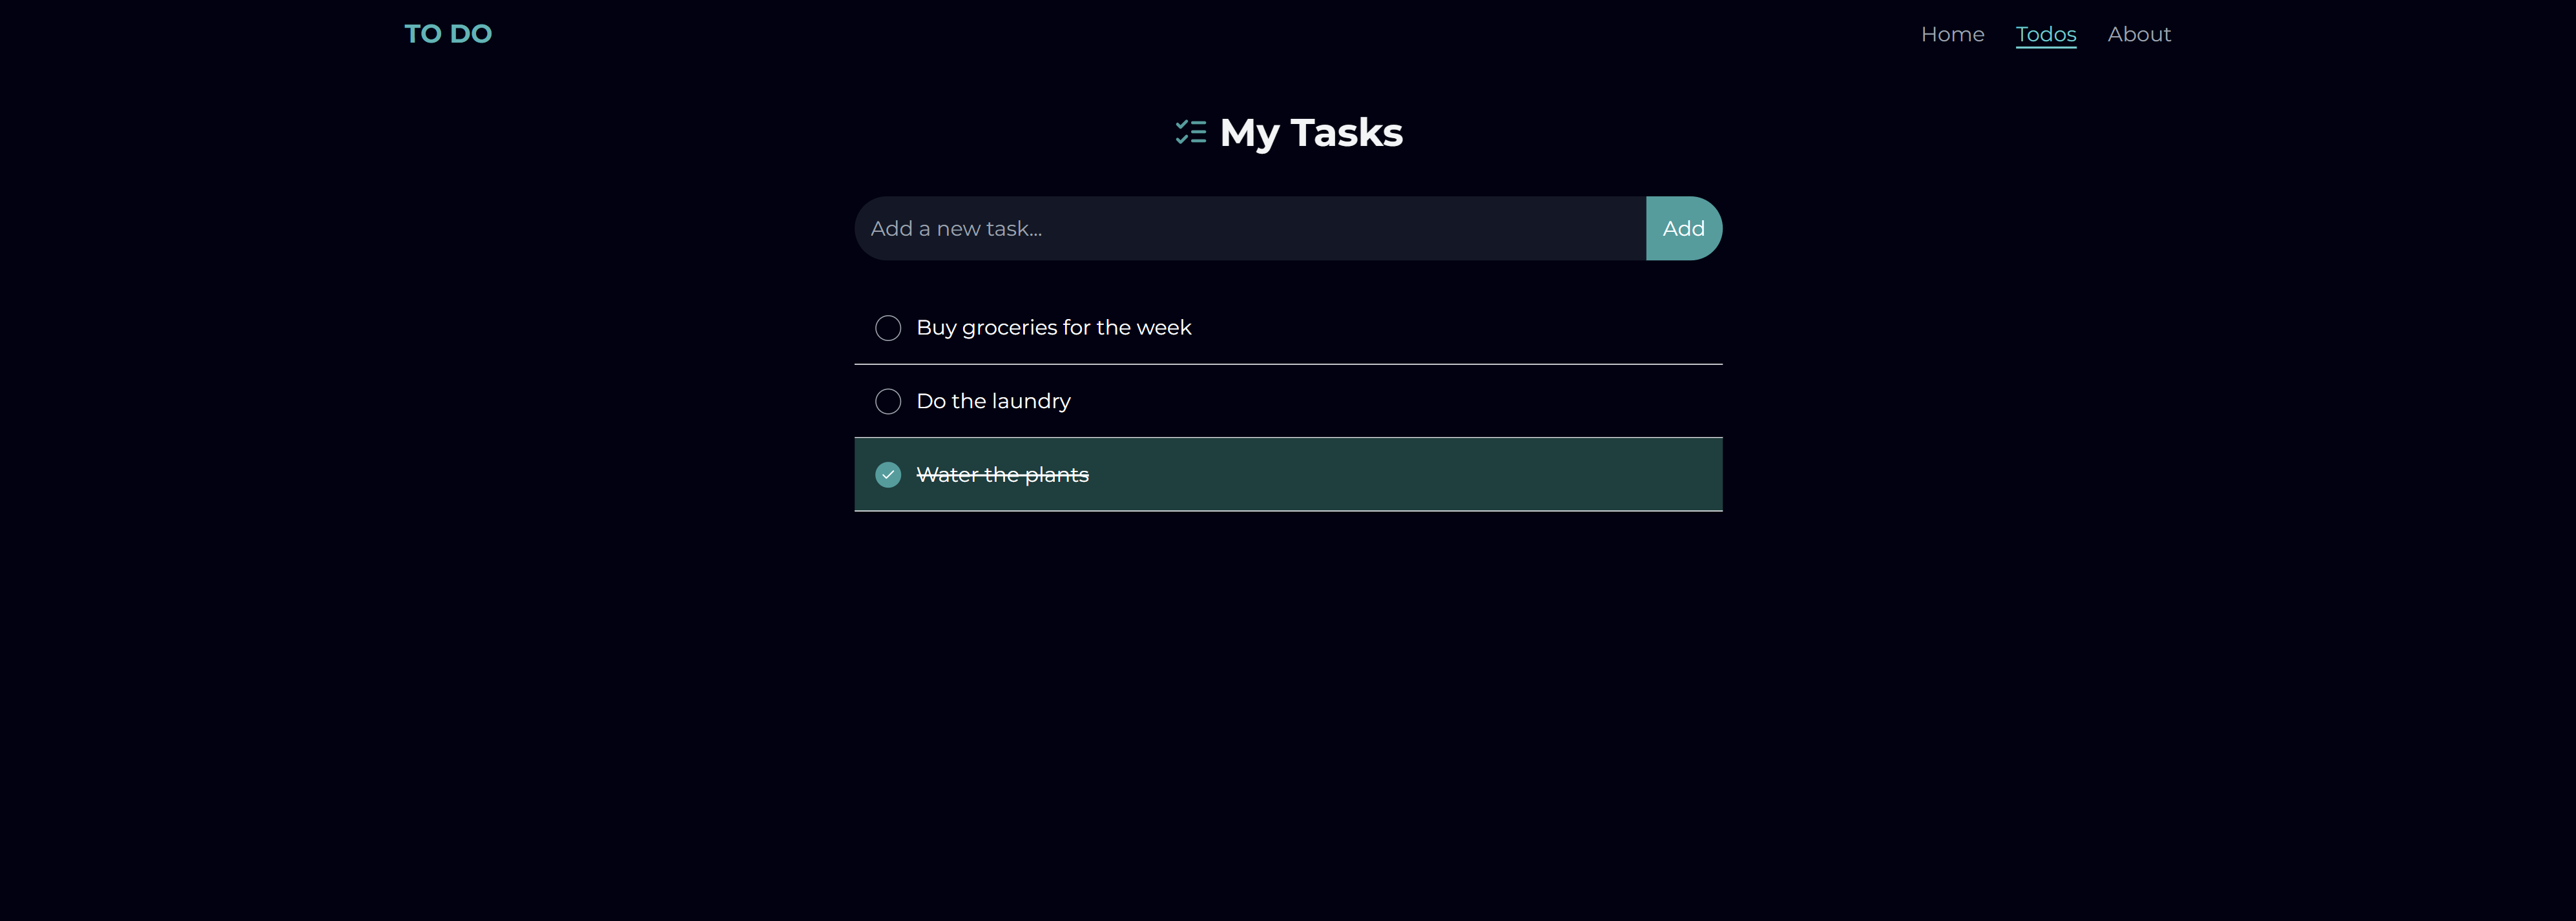 TO DO
Home Todos About
My Tasks
Add a new task...
Add
Buy groceries for the week
Do the laundry
Water the plants